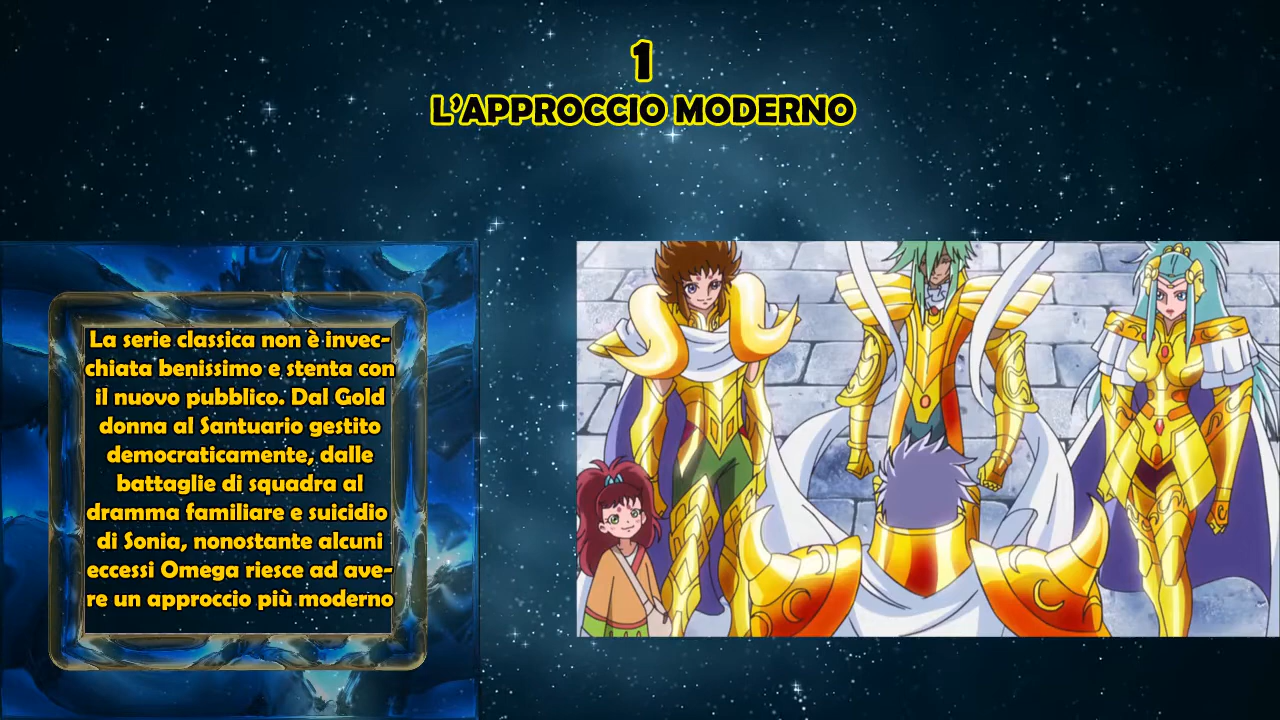 1
L'APPROCCIO MODERNO
La serie classica non è invec-
chiata benissimo e stenta con
il nuovo pubblico. Dal Gold
donna al Santuario gestito
democraticamente, dalle
battaglie di squadra al
dramma familiare e suicidio
di Sonia, nonostante alcuni
eccessi Omega riesce ad ave-
re un approccio più moderno